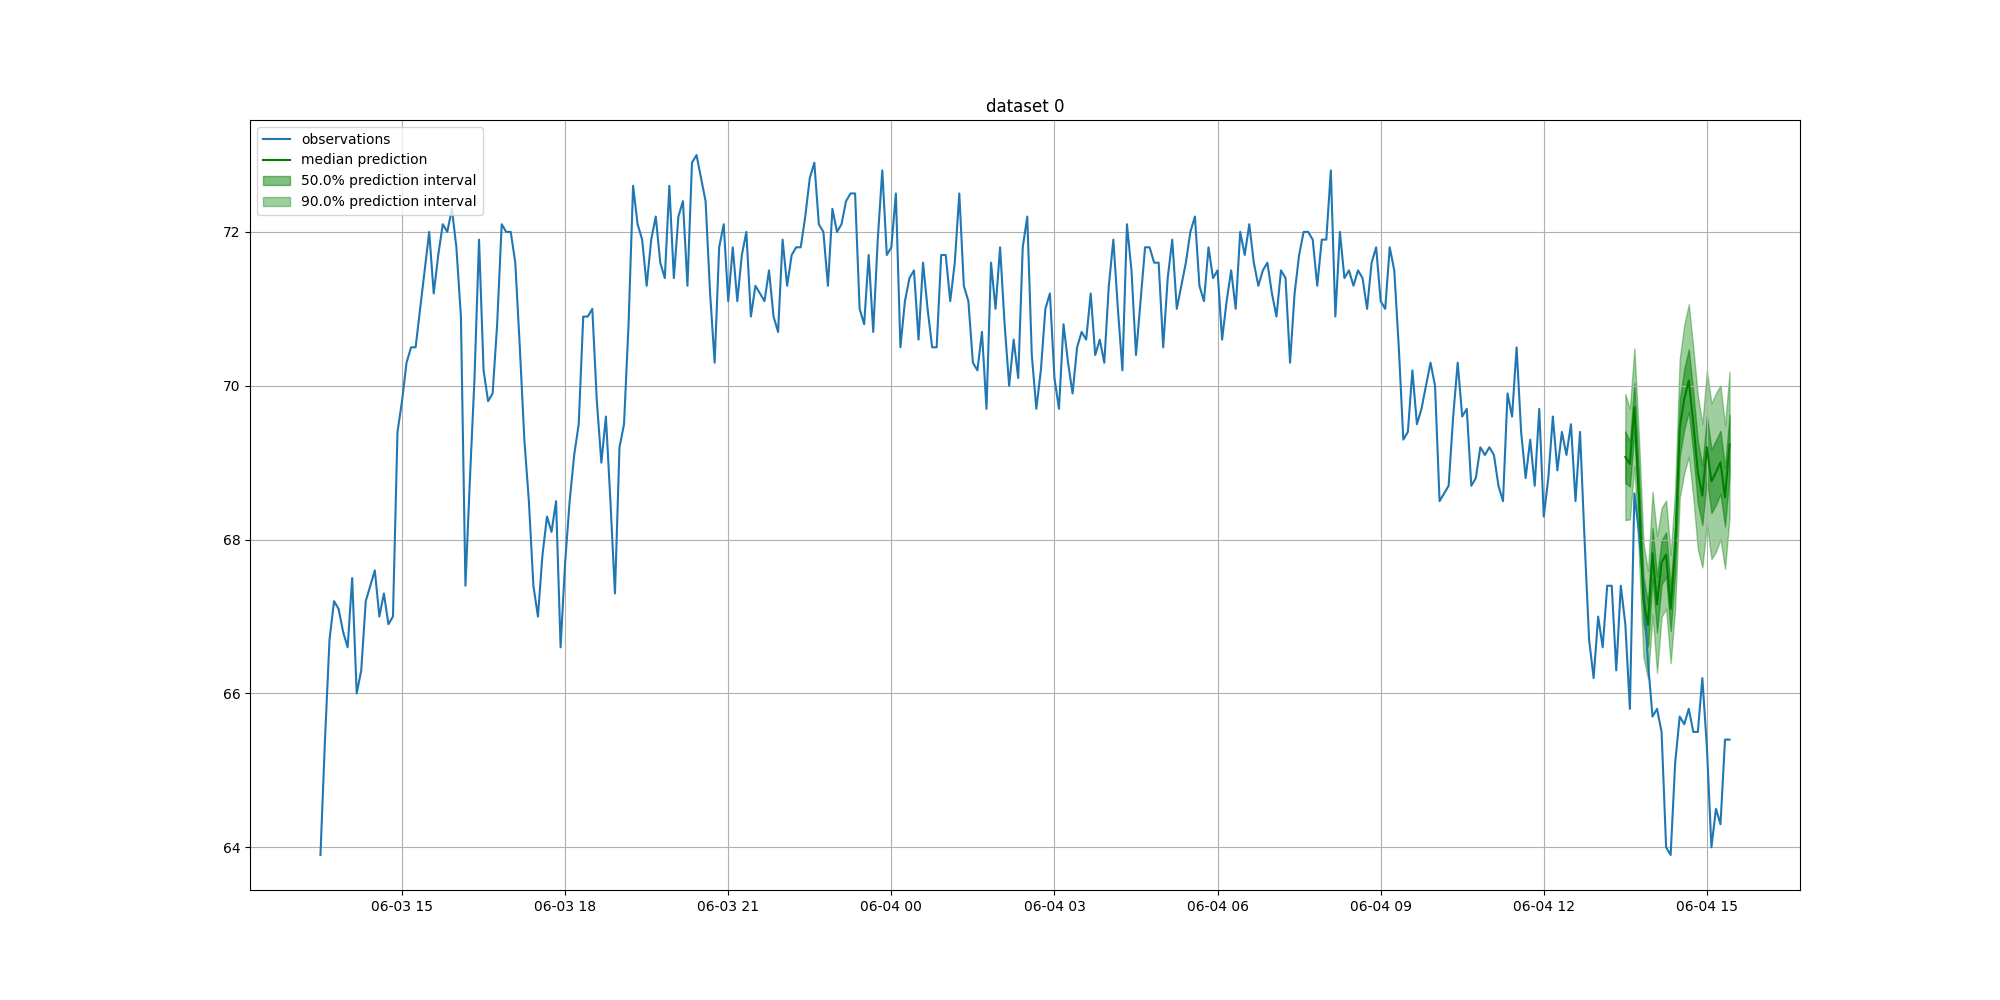 dataset 0
observations
median prediction
50.0% prediction interval
90.0% prediction interval
72
70
68
66
64
06-03 15
06-03 18
06-03 21
06-04 00
06-04 03
06-04 06
06-04 09
06-04 12
06-04 15